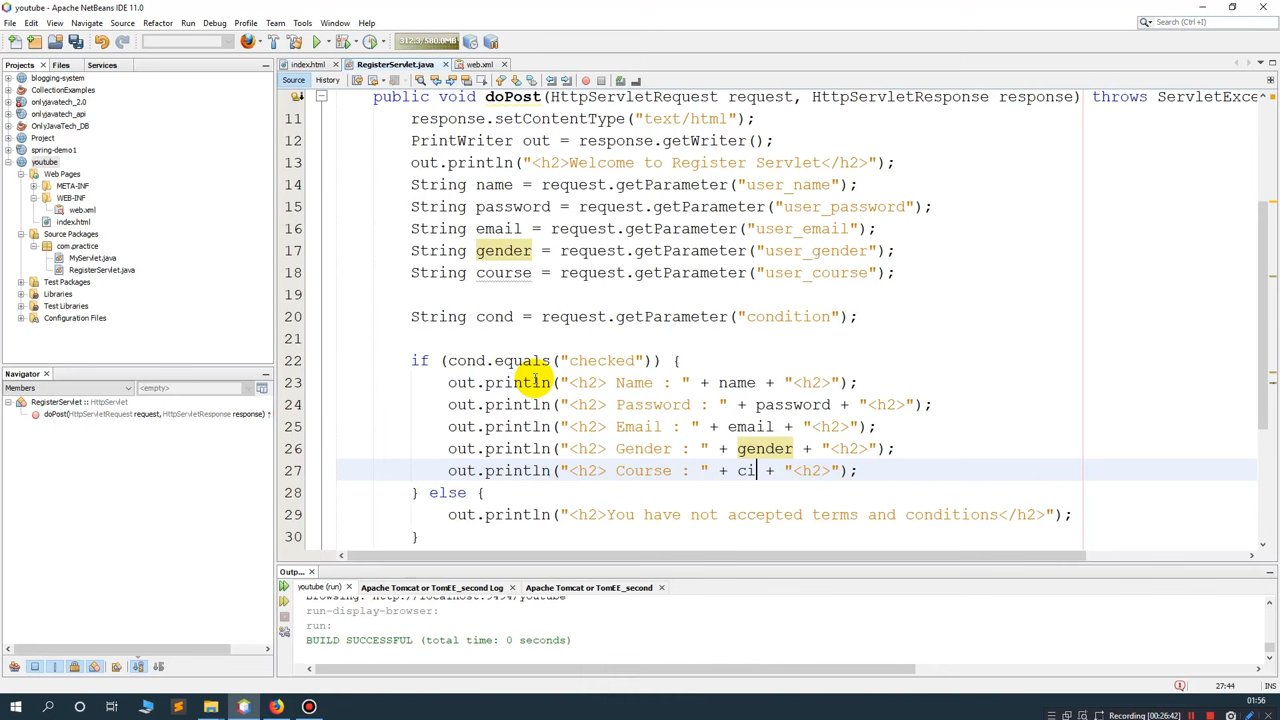 youtube - Apache NetBeans IDE 11.0
File Edit View Navigate Source Refactor Run Debug Profile Team Tools Window Help
Search (Ctrl+I)
312.3/580.0MB
Projects Files Services
index.html RegisterServlet.java web.xml
Source History
blogging-system
CollectionExamples
onlyjavatech_2.0
onlyjavatech_api
OnlyJavaTech_DB
Project
spring-demo1
youtube
Web Pages
META-INF
WEB-INF
web.xml
index.html
Source Packages
com.practice
MyServlet.java
RegisterServlet.java
Test Packages
Libraries
Test Libraries
Configuration Files
public void doPost(HttpServletRequest request, HttpServletResponse response) throws ServletExce
11 response.setContentType("text/html");
12 PrintWriter out = response.getWriter();
13 out.println("<h2>Welcome to Register Servlet</h2>");
14 String name = request.getParameter("user_name");
15 String password = request.getParameter("user_password");
16 String email = request.getParameter("user_email");
17 String gender = request.getParameter("user_gender");
18 String course = request.getParameter("user_course");
19
20 String cond = request.getParameter("condition");
21
22 if (cond.equals("checked")) {
23 out.println("<h2> Name : " + name + "<h2>");
24 out.println("<h2> Password : " + password + "<h2>");
25 out.println("<h2> Email : " + email + "<h2>");
26 out.println("<h2> Gender : " + gender + "<h2>");
27 out.println("<h2> Course : " + ci + "<h2>");
28 } else {
29 out.println("<h2>You have not accepted terms and conditions</h2>");
30 }
Navigator
Members <empty>
RegisterServlet :: HttpServlet
doPost(HttpServletRequest request, HttpServletResponse response)
Outp...
youtube (run) Apache Tomcat or TomEE_second Log Apache Tomcat or TomEE_second
Browsing: http://localhost:9494/youtube
run-display-browser:
run:
BUILD SUCCESSFUL (total time: 0 seconds)
27:44 INS
01:56
Recording [00:26:42]